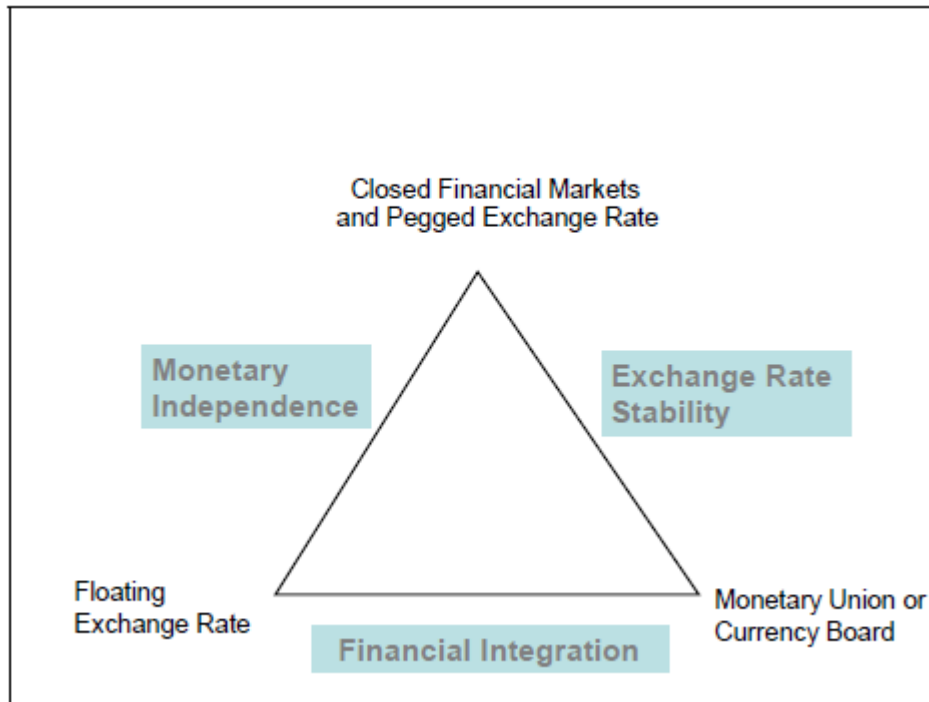 Closed Financial Markets
and Pegged Exchange Rate
Monetary
Independence
Exchange Rate
Stability
Floating
Exchange Rate
Monetary Union or
Currency Board
Financial Integration